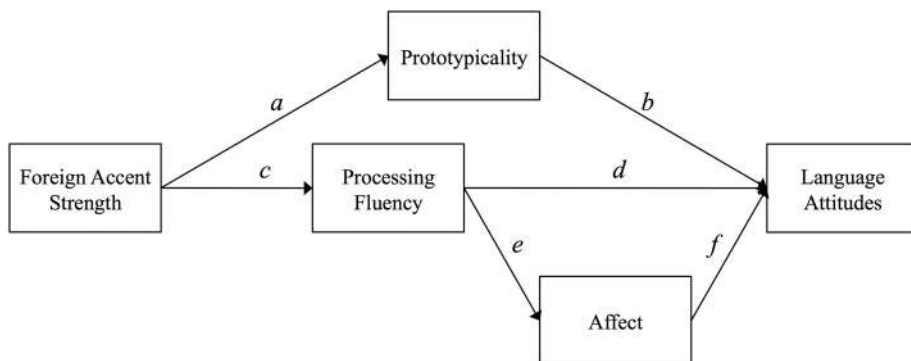 Prototypicality
a
b
Foreign Accent
Strength
c
Processing
Fluency
d
Language
Attitudes
e
f
Affect